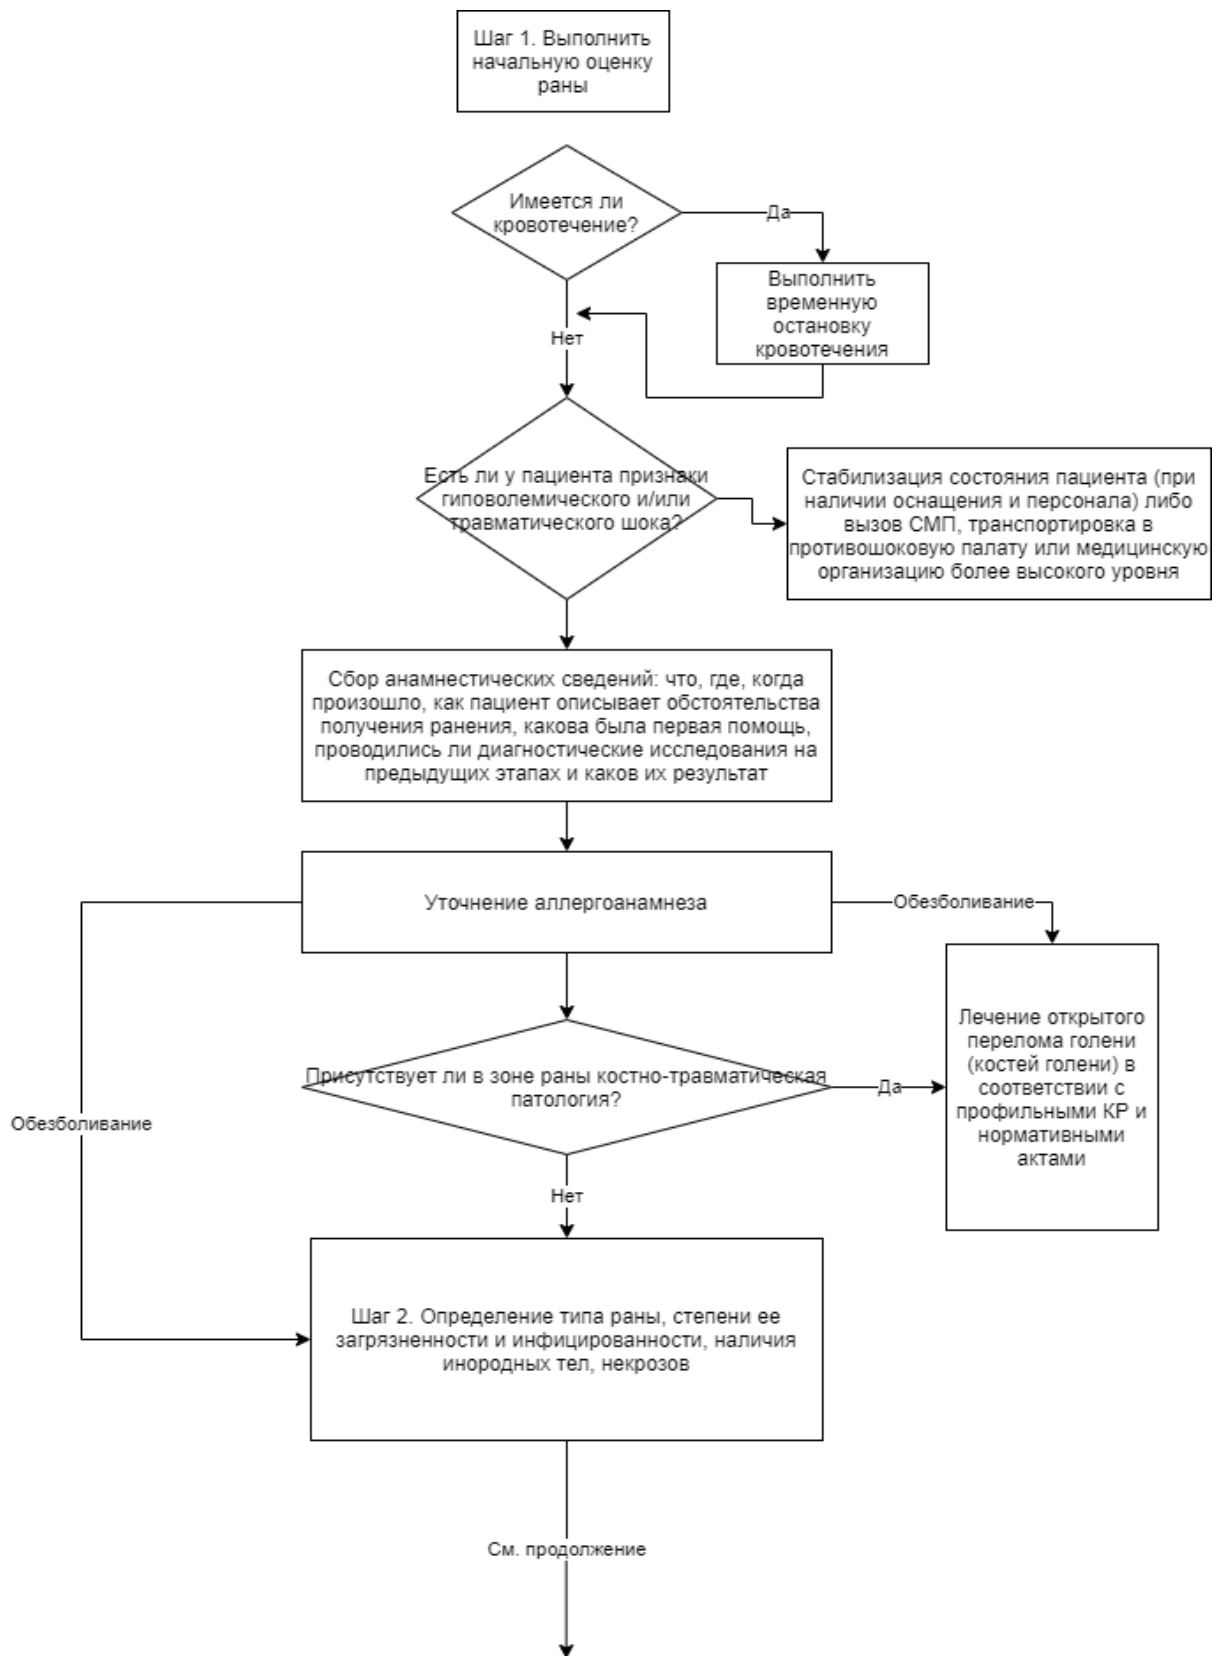 Шаг 1. Выполнить
начальную оценку
раны
Имеется ли
кровотечение?
Да
Выполнить
временную
остановку
кровотечения
Нет
Есть ли у пациента признаки
гиповолемического и/или
травматического шока?
Стабилизация состояния пациента (при
наличии оснащения и персонала) либо
вызов СМП, транспортировка в
противошоковую палату или медицинскую
организацию более высокого уровня
Сбор анамнестических сведений: что, где, когда
произошло, как пациент описывает обстоятельства
получения ранения, какова была первая помощь,
проводились ли диагностические исследования на
предыдущих этапах и каков их результат
Уточнение аллергоанамнеза
Обезболивание
Лечение открытого
перелома голени
(костей голени) в
соответствии с
профильными КР и
нормативными
актами
Присутствует ли в зоне раны костно-травматическая
патология?
Да
Обезболивание
Нет
Шаг 2. Определение типа раны, степени ее
загрязненности и инфицированности, наличия
инородных тел, некрозов
См. продолжение